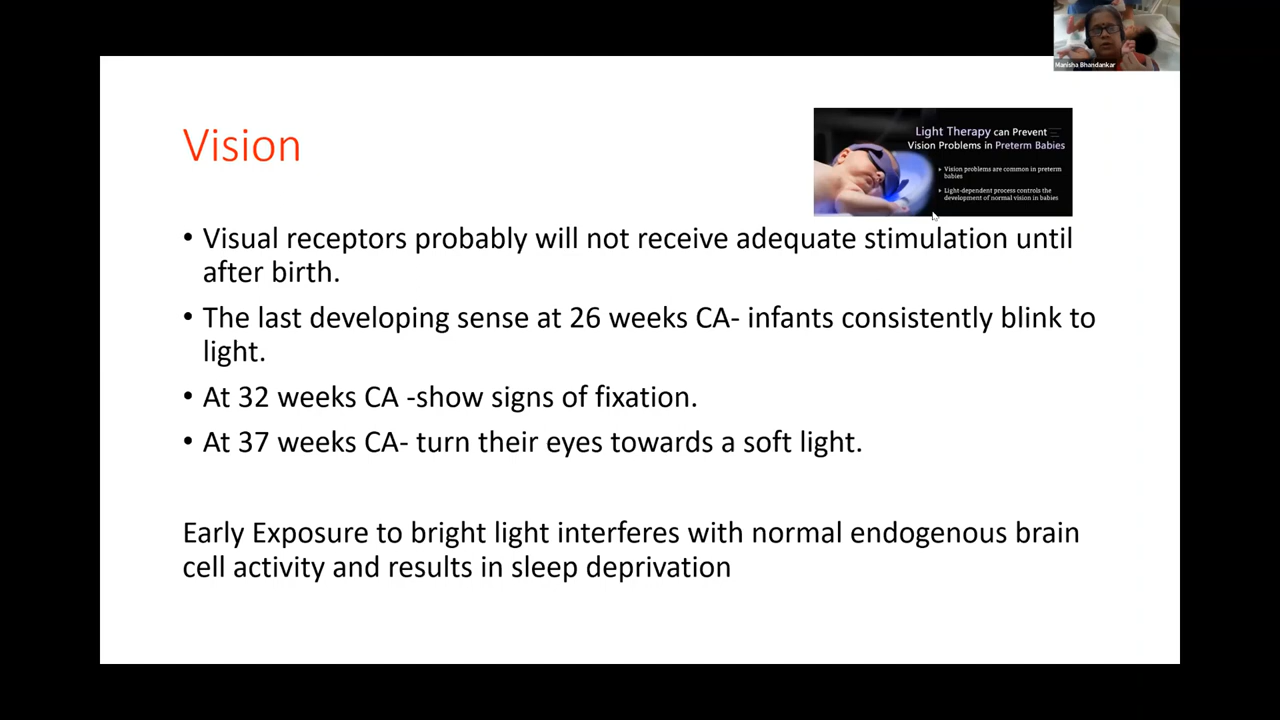 Manisha Bhandankar
Vision
Light Therapy can Prevent
Vision Problems in Preterm Babies
Vision problems are common in preterm
babies
Light-dependent process controls the
development of normal vision in babies
• Visual receptors probably will not receive adequate stimulation until
after birth.
• The last developing sense at 26 weeks CA- infants consistently blink to
light.
• At 32 weeks CA -show signs of fixation.
• At 37 weeks CA- turn their eyes towards a soft light.
Early Exposure to bright light interferes with normal endogenous brain
cell activity and results in sleep deprivation